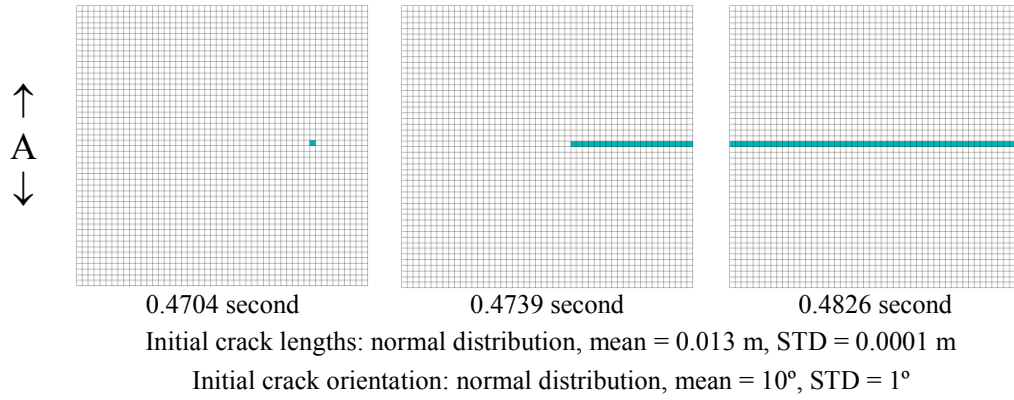 ↑
A
↓
0.4704 second 0.4739 second 0.4826 second
Initial crack lengths: normal distribution, mean = 0.013 m, STD = 0.0001 m
Initial crack orientation: normal distribution, mean = 10º, STD = 1º